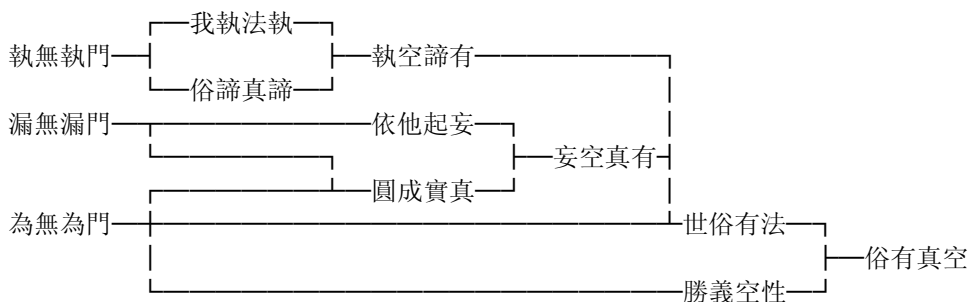 我執法執
執無執門 執空諦有
俗諦真諦
漏無漏門 依他起妄
妄空真有
圓成實真
為無為門 世俗有法
俗有真空
勝義空性